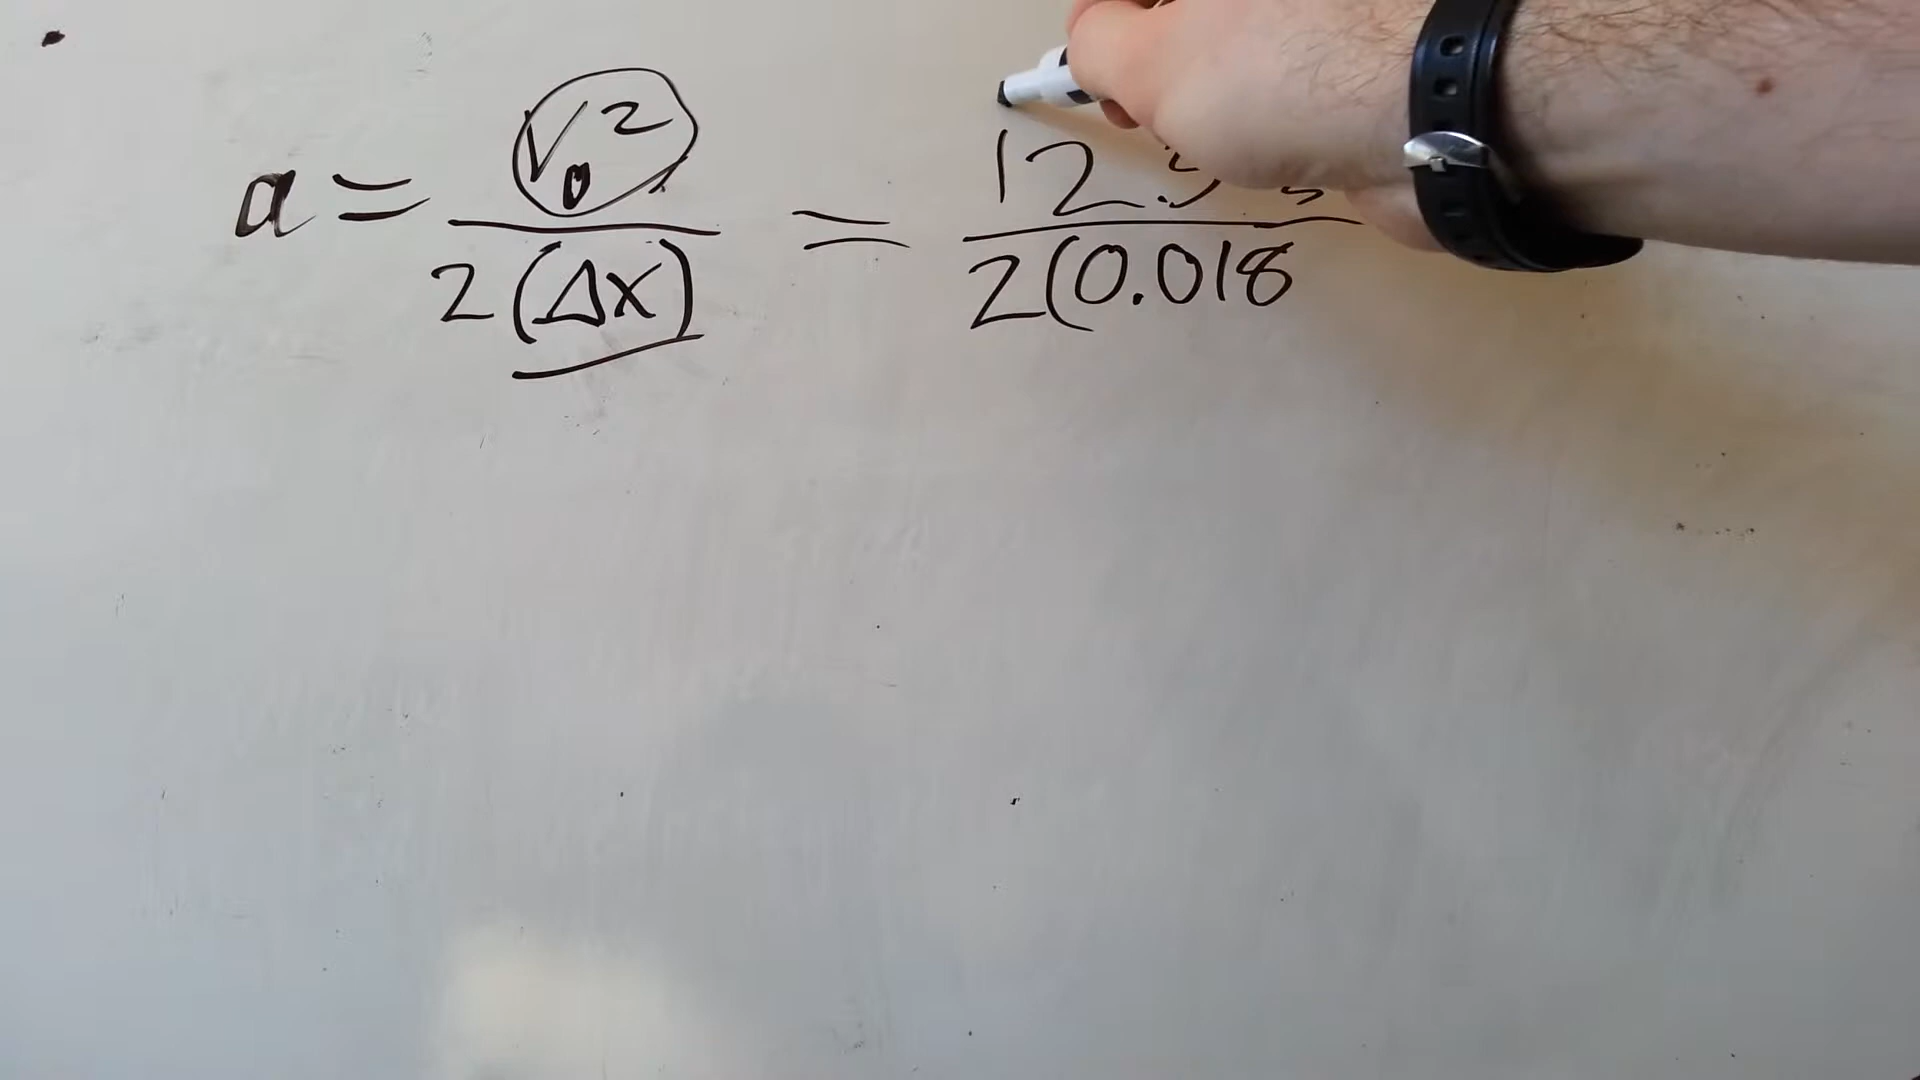 a = V₀² / 2(Δx) = 12. / 2(0.018